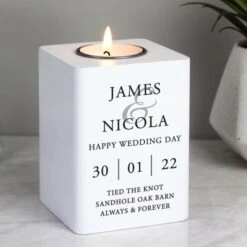 JAMES
&
NICOLA
HAPPY WEDDING DAY
30 | 01 | 22
TIED THE KNOT
SANDHOLE OAK BARN
ALWAYS & FOREVER